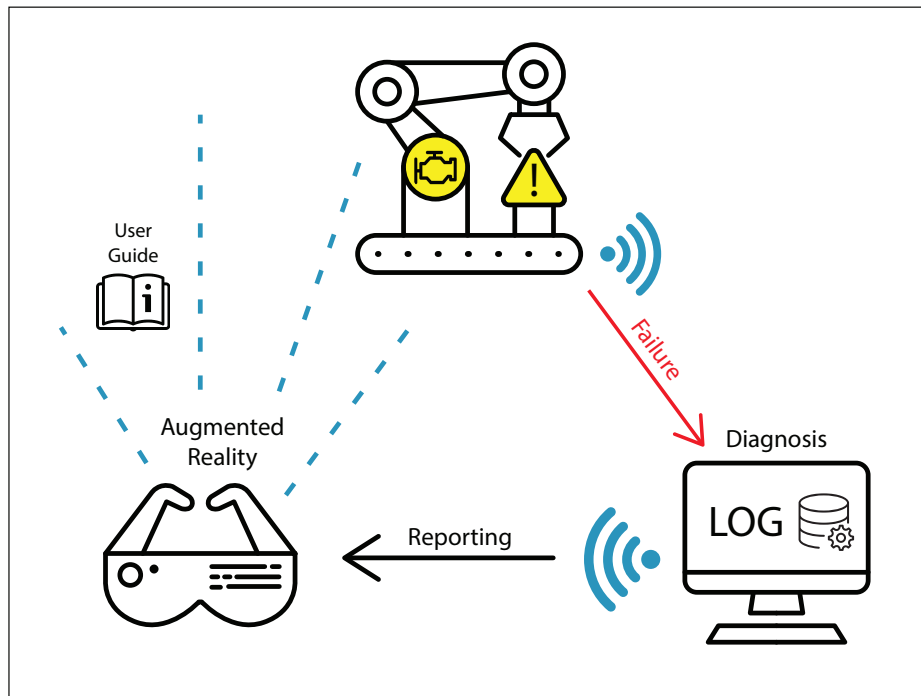 User
Guide
i
!
Failure
Augmented
Reality
Diagnosis
LOG
Reporting